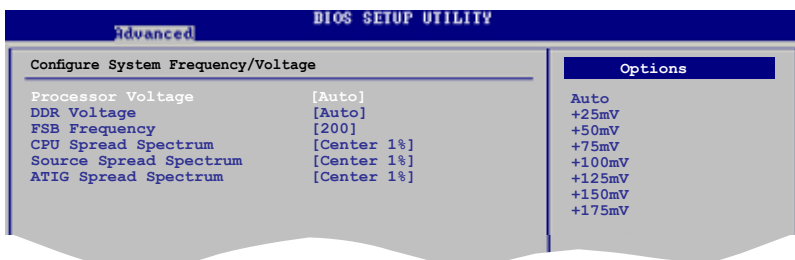 BIOS SETUP UTILITY
Advanced
Configure System Frequency/Voltage
Processor Voltage [Auto]
DDR Voltage [Auto]
FSB Frequency [200]
CPU Spread Spectrum [Center 1%]
Source Spread Spectrum [Center 1%]
ATIG Spread Spectrum [Center 1%]
Options
Auto
+25mV
+50mV
+75mV
+100mV
+125mV
+150mV
+175mV